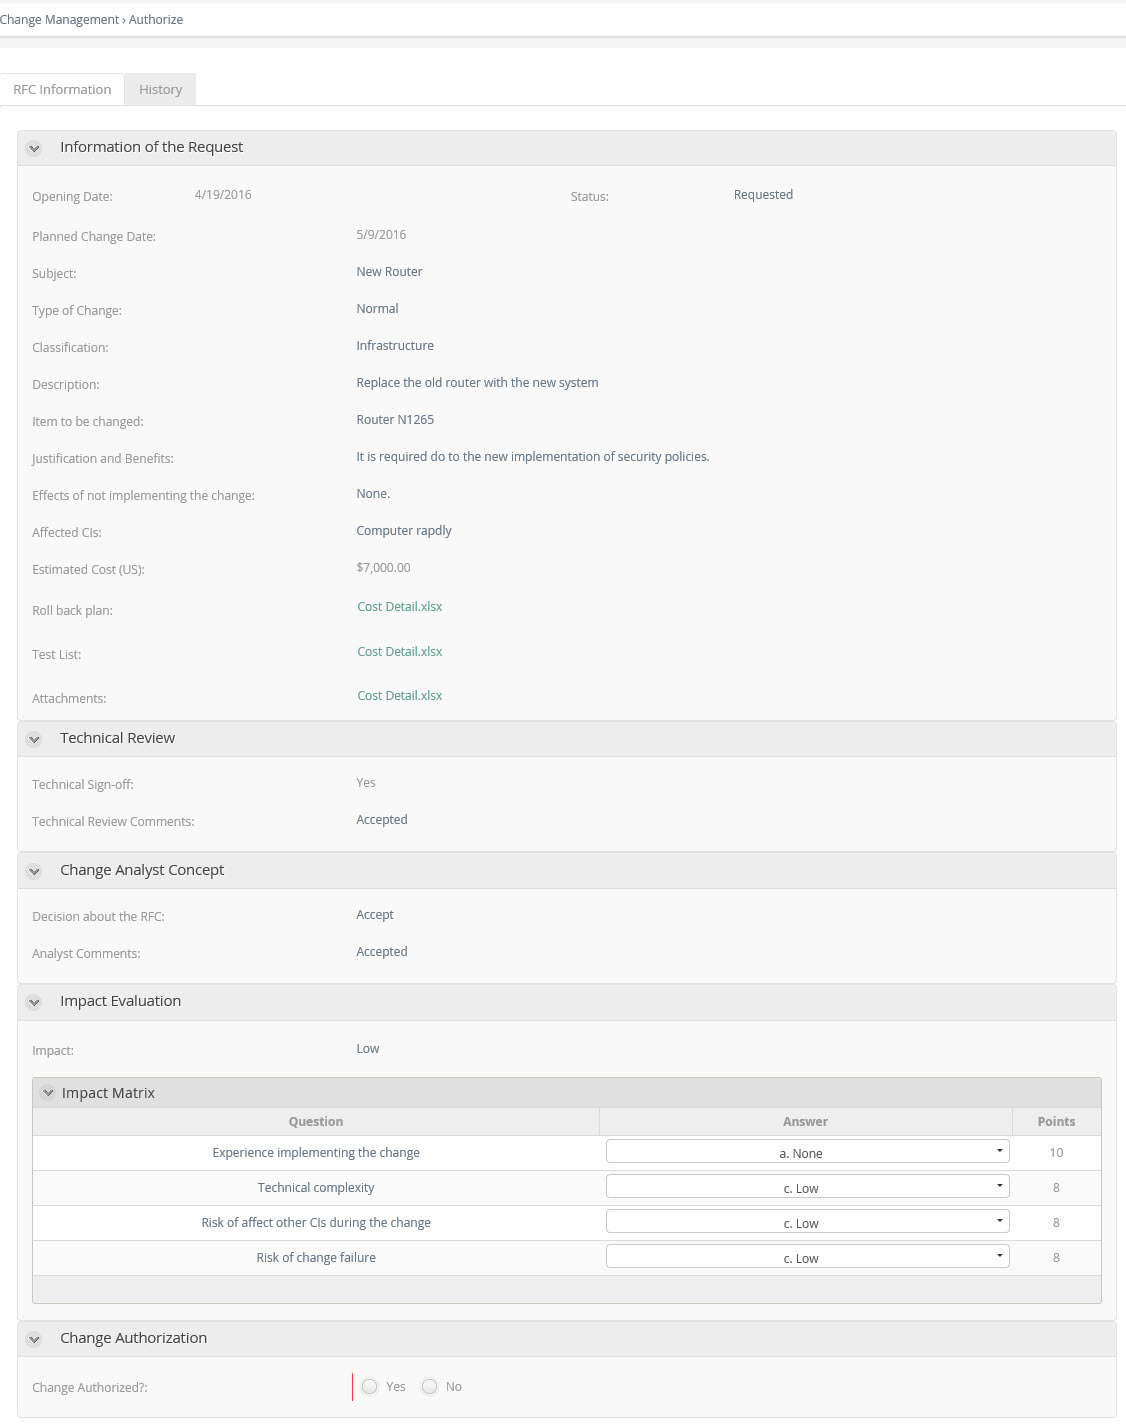 Change Management › Authorize
RFC Information History
Information of the Request
Opening Date: 4/19/2016 Status: Requested
Planned Change Date: 5/9/2016
Subject: New Router
Type of Change: Normal
Classification: Infrastructure
Description: Replace the old router with the new system
Item to be changed: Router N1265
Justification and Benefits: It is required do to the new implementation of security policies.
Effects of not implementing the change: None.
Affected CIs: Computer rapdly
Estimated Cost (US): $7,000.00
Roll back plan: Cost Detail.xlsx
Test List: Cost Detail.xlsx
Attachments: Cost Detail.xlsx
Technical Review
Technical Sign-off: Yes
Technical Review Comments: Accepted
Change Analyst Concept
Decision about the RFC: Accept
Analyst Comments: Accepted
Impact Evaluation
Impact: Low
Impact Matrix
Question Answer Points
Experience implementing the change a. None 10
Technical complexity c. Low 8
Risk of affect other CIs during the change c. Low 8
Risk of change failure c. Low 8
Change Authorization
Change Authorized?: Yes No